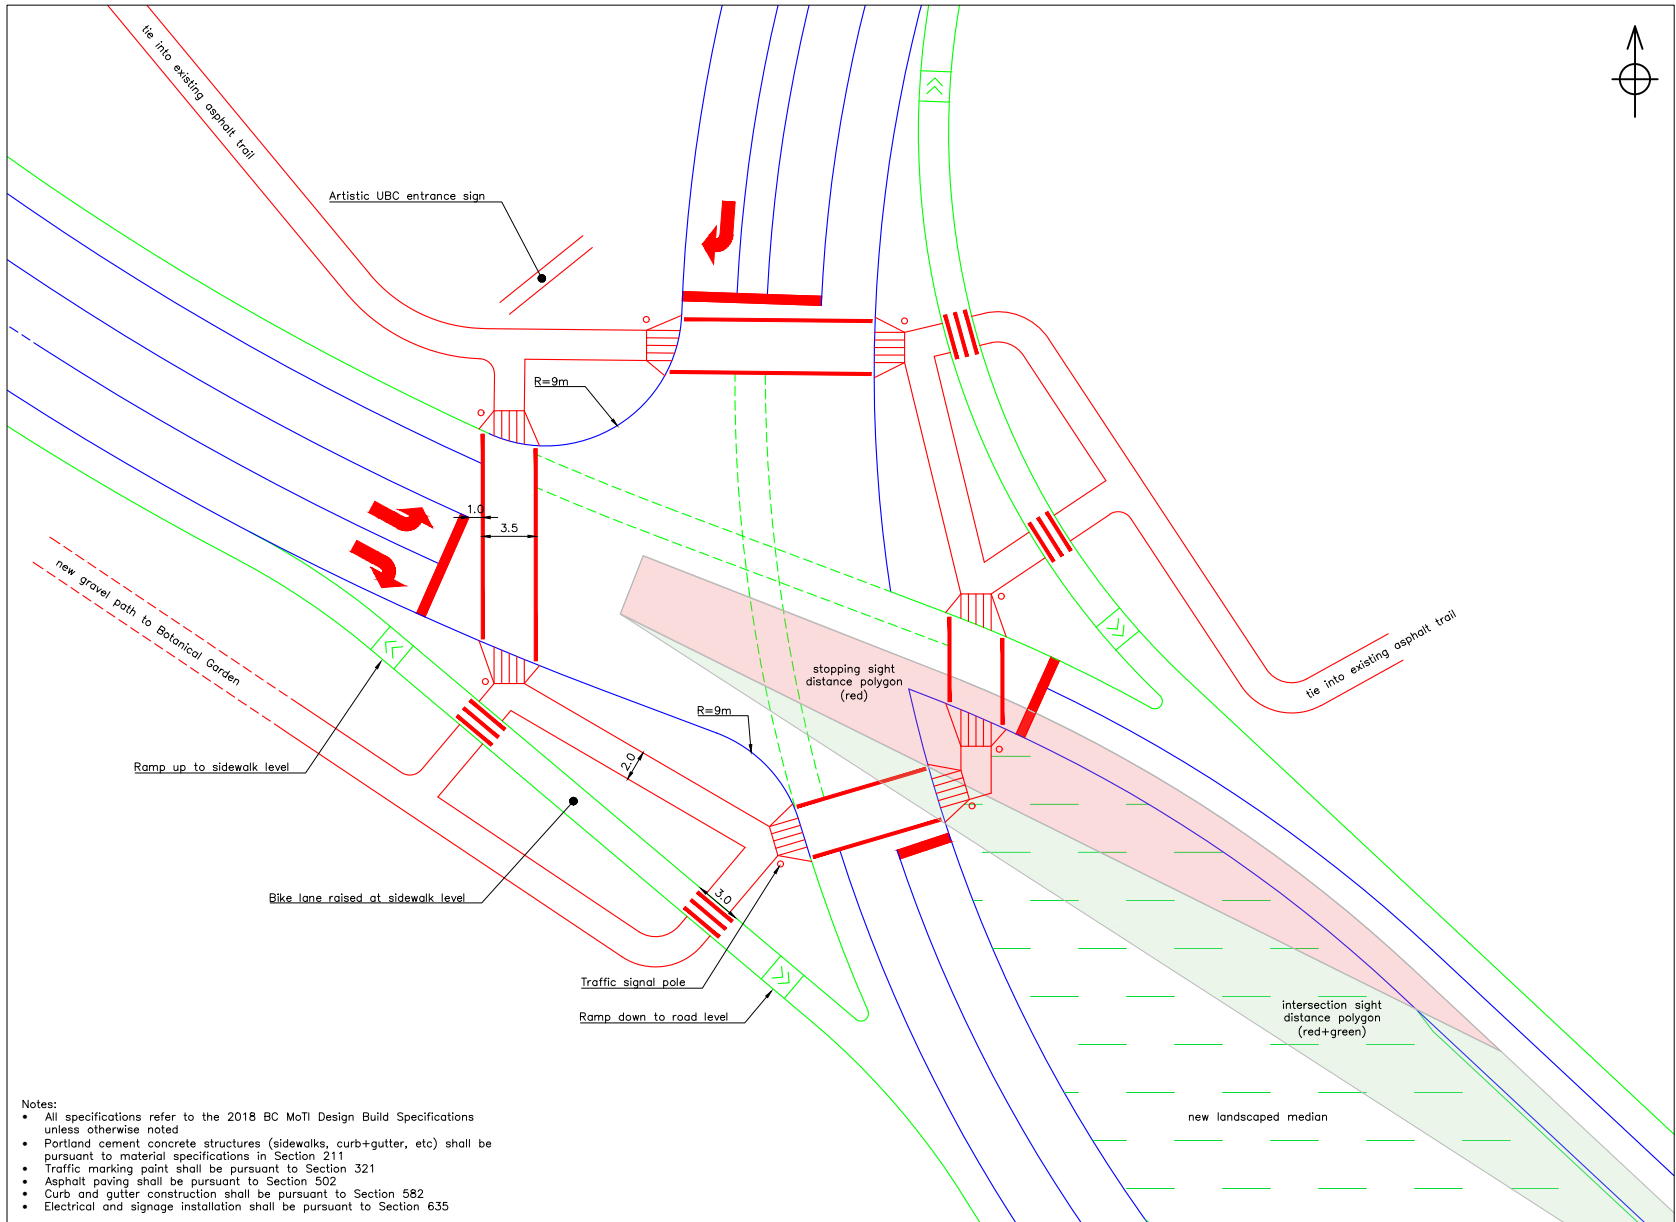 tie into existing asphalt trail
Artistic UBC entrance sign
R=9m
1.0
3.5
new gravel path to Botanical Garden
stopping sight
distance polygon
(red)
tie into existing asphalt trail
R=9m
2.0
Ramp up to sidewalk level
Bike lane raised at sidewalk level
3.0
Traffic signal pole
Ramp down to road level
intersection sight
distance polygon
(red+green)
new landscaped median
Notes:
• All specifications refer to the 2018 BC MoTI Design Build Specifications
unless otherwise noted
• Portland cement concrete structures (sidewalks, curb+gutter, etc) shall be
pursuant to material specifications in Section 211
• Traffic marking paint shall be pursuant to Section 321
• Asphalt paving shall be pursuant to Section 502
• Curb and gutter construction shall be pursuant to Section 582
• Electrical and signage installation shall be pursuant to Section 635